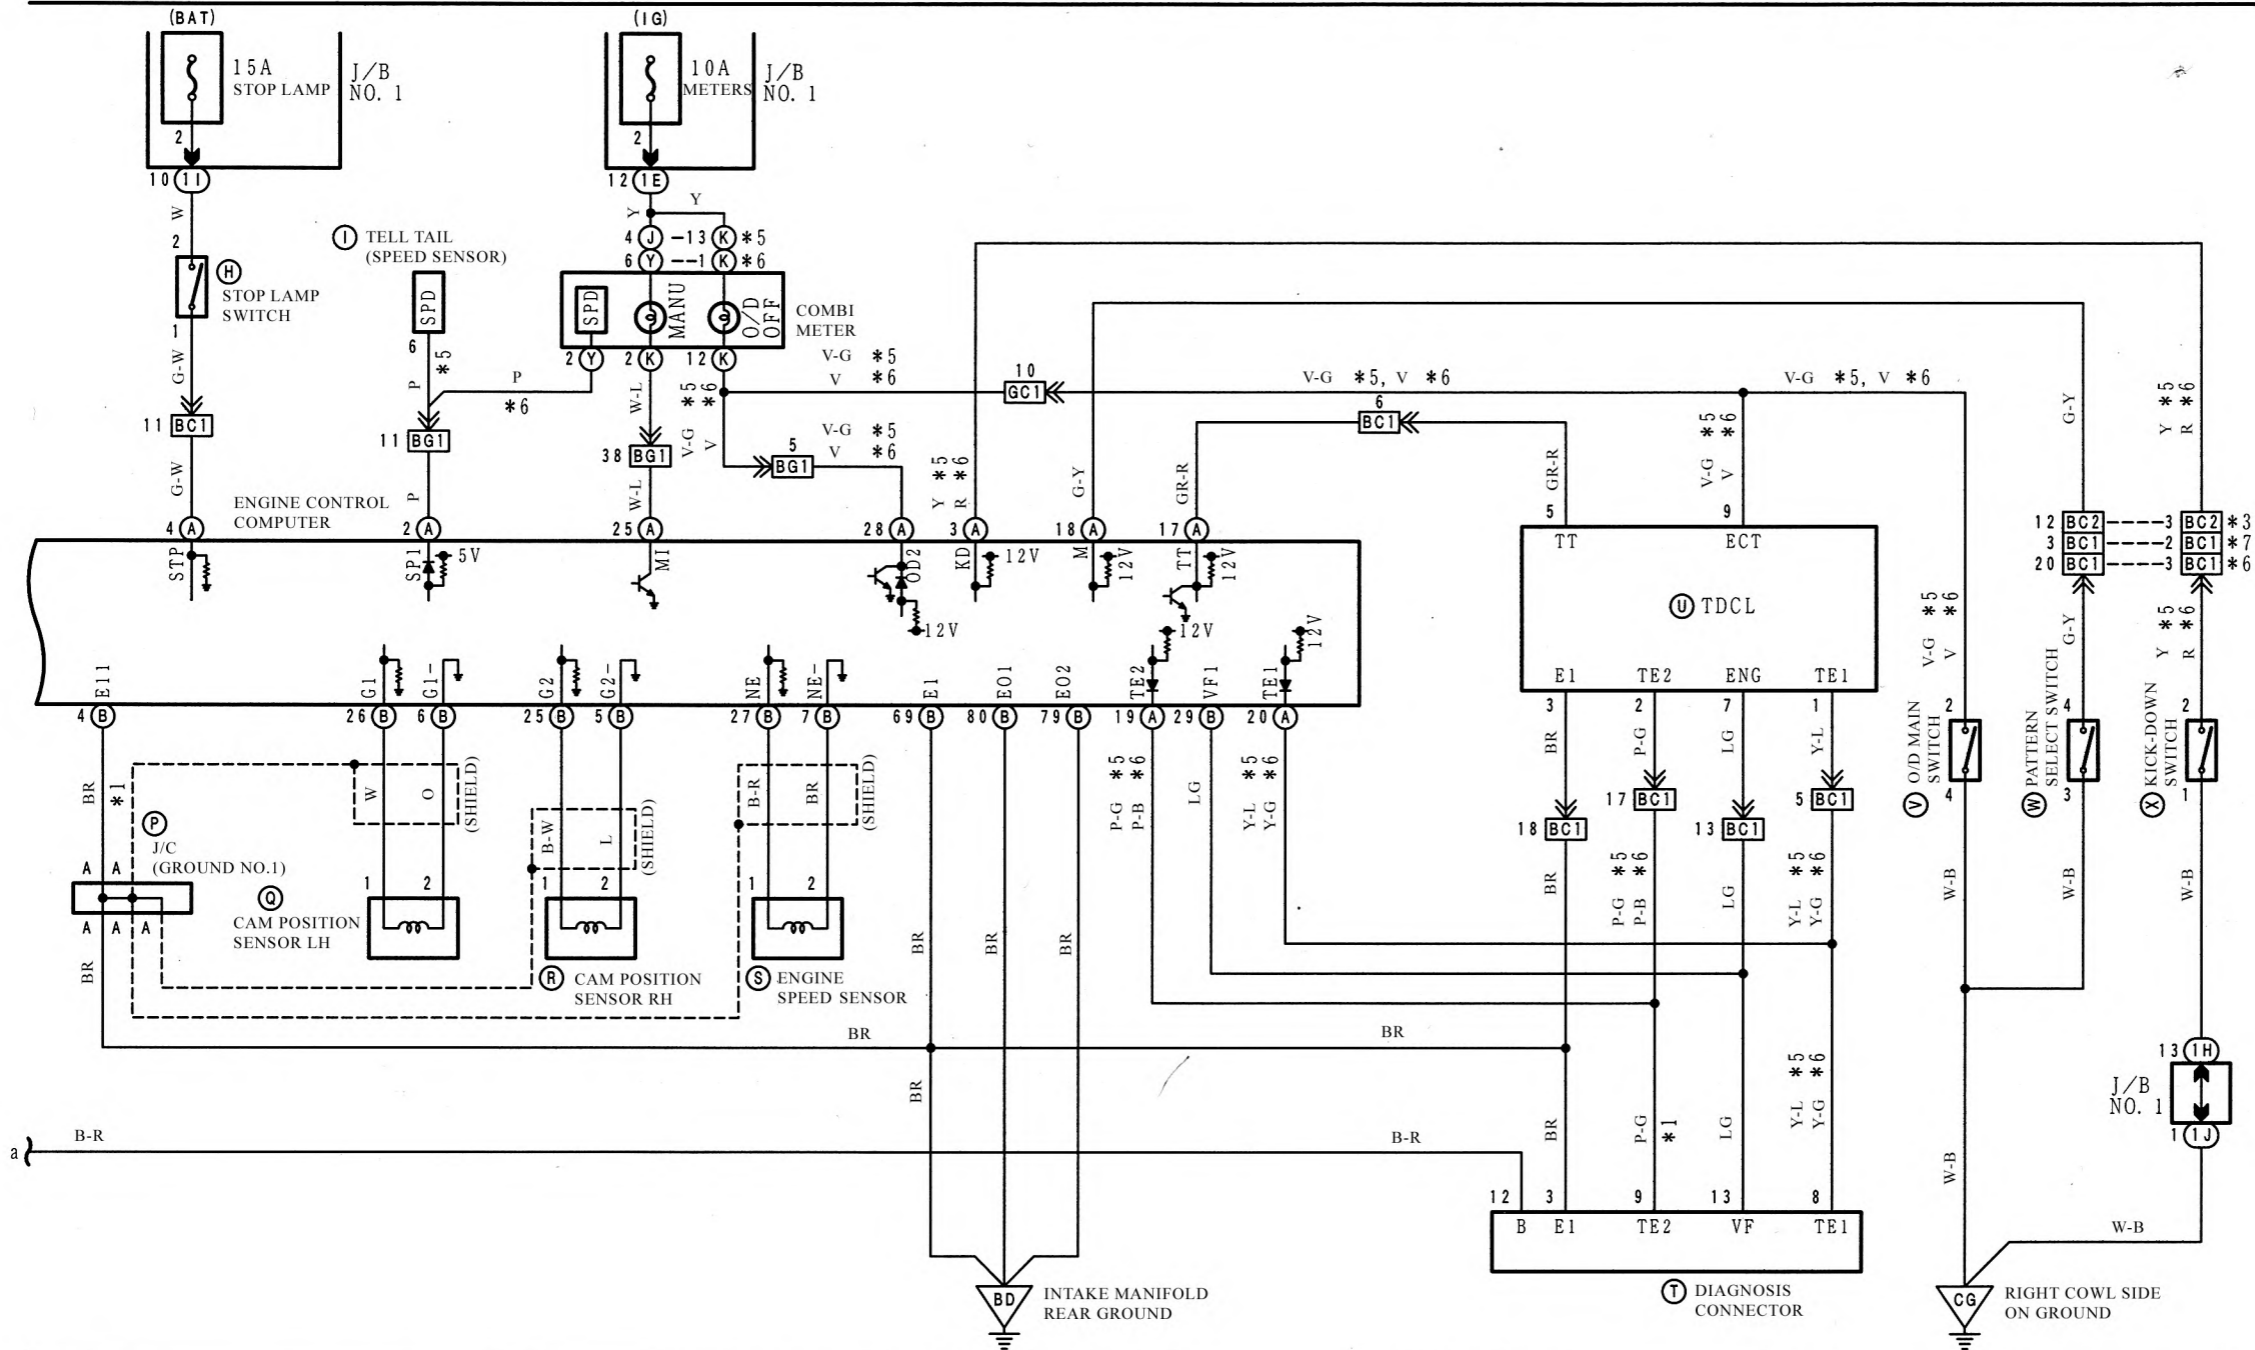 (BAT)
(IG)
15A
STOP LAMP
J/B
NO. 1
10A
METERS
J/B
NO. 1
2
2
10 1I
12 1E
W
Y
Y
2
I TELL TAIL
(SPEED SENSOR)
4 J -13 K *5
6 Y --1 K *6
H
STOP LAMP
SWITCH
SPD
SPD
MANU
O/D
OFF
COMBI
METER
1
6
2 Y
2 K
12 K
V-G *5
V *6
10
GC1
V-G *5, V *6
V-G *5, V *6
G-W
P
*5
P
*6
W-L
*5
*6
V-G
V
6
BC1
11 BC1
11 BG1
38 BG1
5
BG1
V-G *5
V *6
G-W
P
W-L
Y *5
R *6
G-Y
GR-R
GR-R
V-G *5
V *6
G-Y
Y *5
R *6
ENGINE CONTROL
COMPUTER
4 A
2 A
25 A
28 A
3 A
18 A
17 A
5
9
12 BC2 ----3 BC2 *3
3 BC1 ----2 BC1 *7
20 BC1 ----3 BC1 *6
STP
SP1
5V
MI
OD2
12V
KD
12V
M
12V
TT
12V
TT
ECT
U TDCL
12V
12V
V-G *5
V *6
G-Y
Y *5
R *6
E11
G1
G1-
G2
G2-
NE
NE-
E1
EO1
EO2
TE2
VF1
TE1
E1
TE2
ENG
TE1
4 B
26 B
6 B
25 B
5 B
27 B
7 B
69 B
80 B
79 B
19 A
29 B
20 A
3
2
7
1
2
4
2
V O/D MAIN
SWITCH
W PATTERN
SELECT SWITCH
X KICK-DOWN
SWITCH
BR
P-G
LG
Y-L
4
3
1
BR
*1
W
O
(SHIELD)
B-W
L
(SHIELD)
B-R
BR
(SHIELD)
P-G *5
P-B *6
LG
Y-L *5
Y-G *6
18 BC1
17 BC1
13 BC1
5 BC1
P
J/C
(GROUND NO.1)
A A
A A A
Q
CAM POSITION
SENSOR LH
1
2
1
2
1
2
BR
R CAM POSITION
SENSOR RH
S ENGINE
SPEED SENSOR
BR
BR
BR
BR
P-G *5
P-B *6
LG
Y-L *5
Y-G *6
W-B
W-B
W-B
BR
BR
BR
13 1H
J/B
NO. 1
1 1J
a
B-R
B-R
BR
P-G
*1
LG
Y-L *5
Y-G *6
W-B
12
3
9
13
8
B
E1
TE2
VF
TE1
W-B
T DIAGNOSIS
CONNECTOR
BD
INTAKE MANIFOLD
REAR GROUND
CG
RIGHT COWL SIDE
ON GROUND